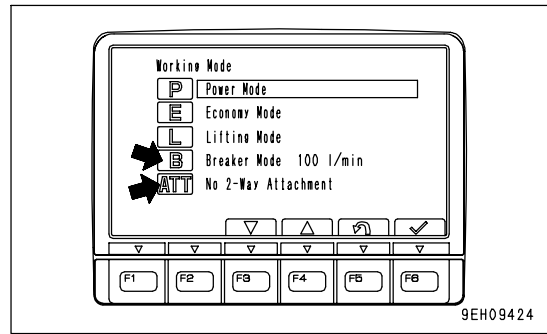 Working Mode
P Power Mode
E Economy Mode
L Lifting Mode
B Breaker Mode 100 l/min
ATT No 2-Way Attachment
F1 F2 F3 F4 F5 F6
9EH09424